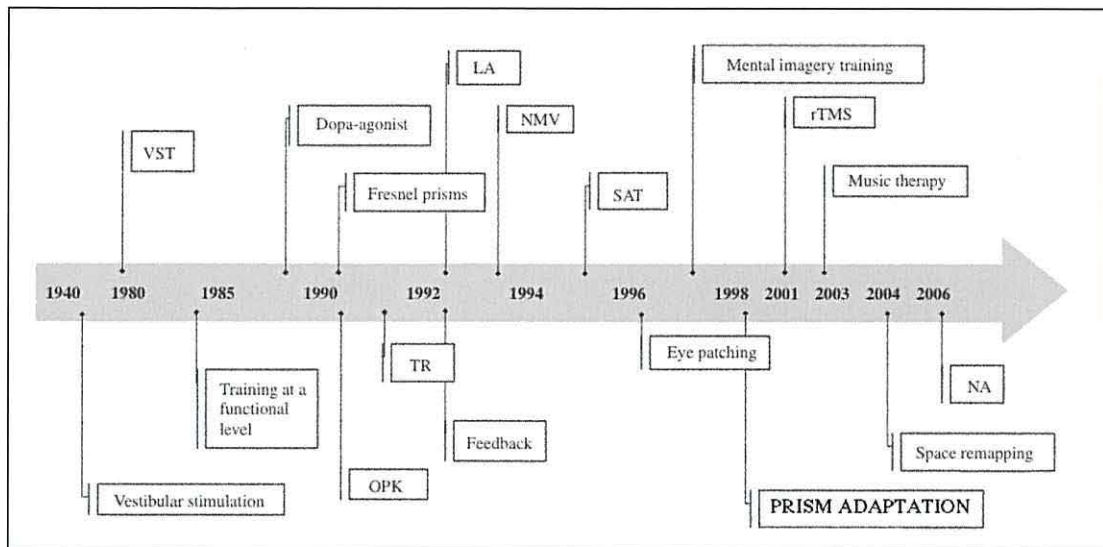 LA
Mental imagery training
Dopa-agonist
NMV
rTMS
VST
Fresnel prisms
SAT
Music therapy
1940 1980 1985 1990 1992 1994 1996 1998 2001 2003 2004 2006
Training at a
functional
level
TR
Eye patching
NA
Feedback
Space remapping
Vestibular stimulation
OPK
PRISM ADAPTATION